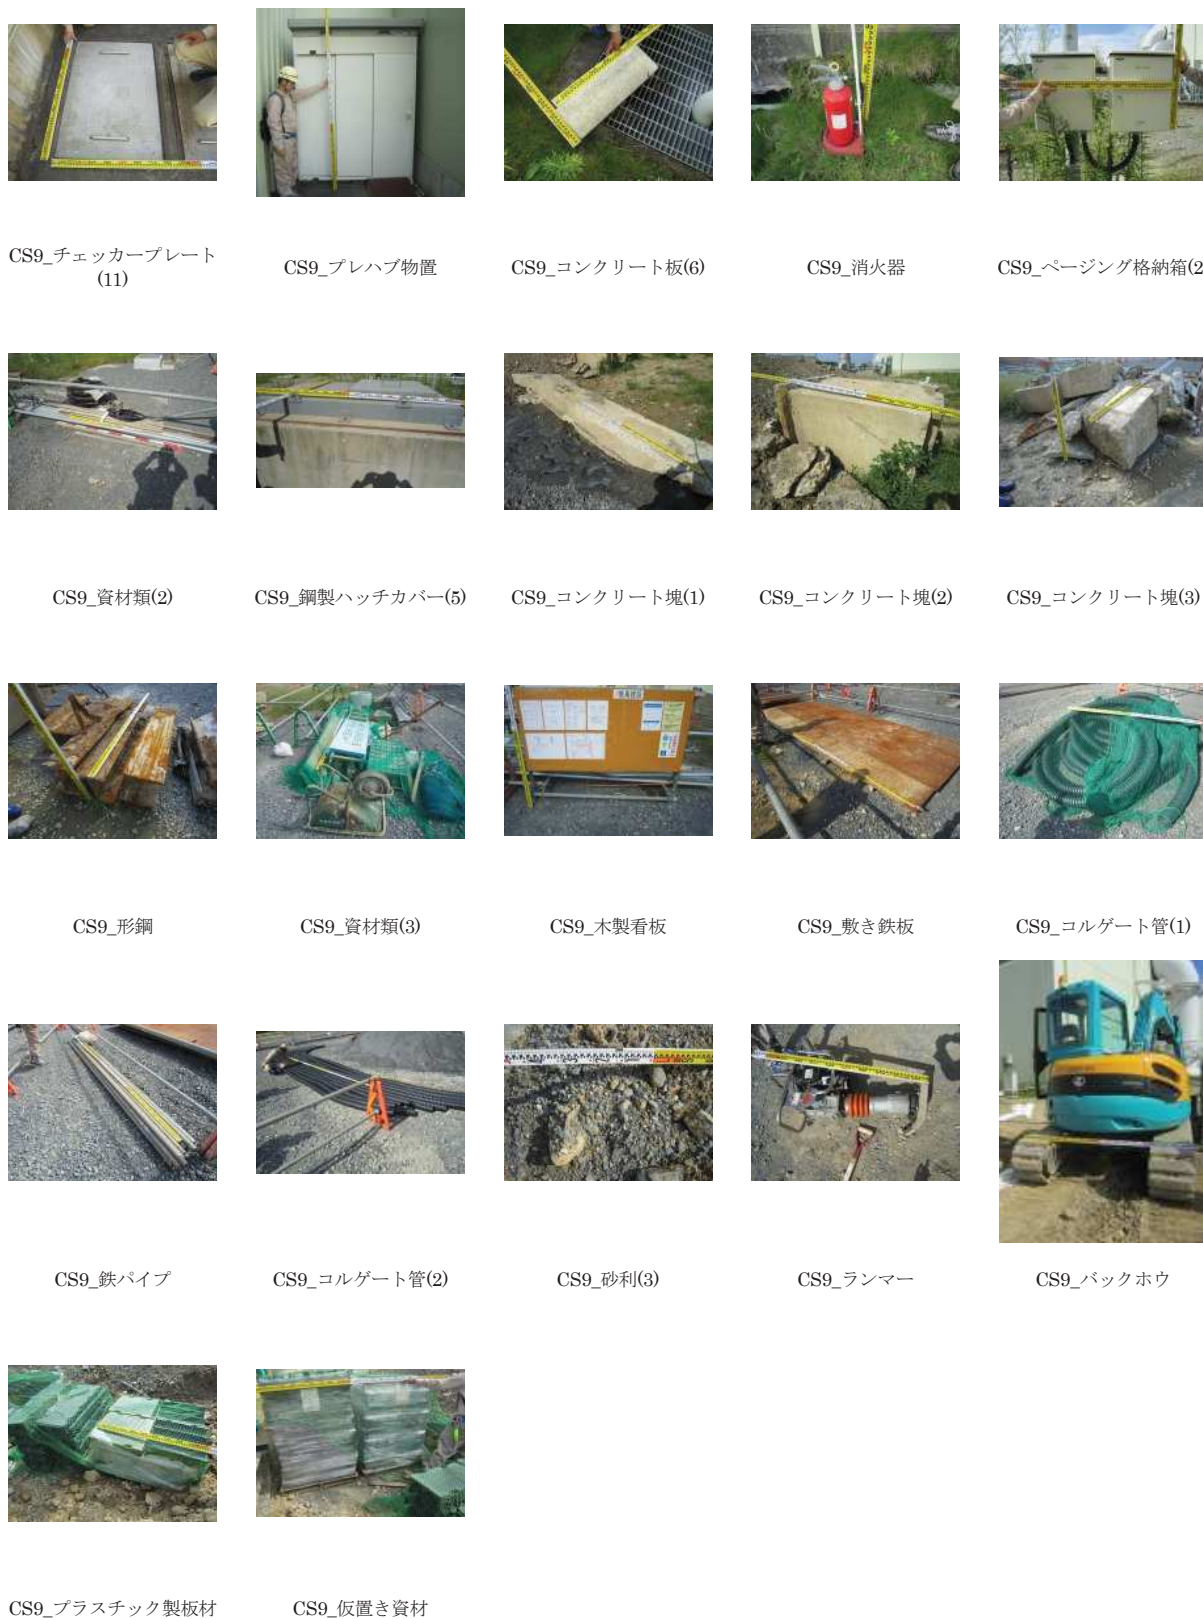 CS9_チェッカープレート
(11)
CS9_プレハブ物置
CS9_コンクリート板(6)
CS9_消火器
CS9_ページング格納箱(2
CS9_資材類(2)
CS9_鋼製ハッチカバー(5)
CS9_コンクリート塊(1)
CS9_コンクリート塊(2)
CS9_コンクリート塊(3)
CS9_形鋼
CS9_資材類(3)
CS9_木製看板
CS9_敷き鉄板
CS9_コルゲート管(1)
CS9_鉄パイプ
CS9_コルゲート管(2)
CS9_砂利(3)
CS9_ランマー
CS9_バックホウ
CS9_プラスチック製板材
CS9_仮置き資材